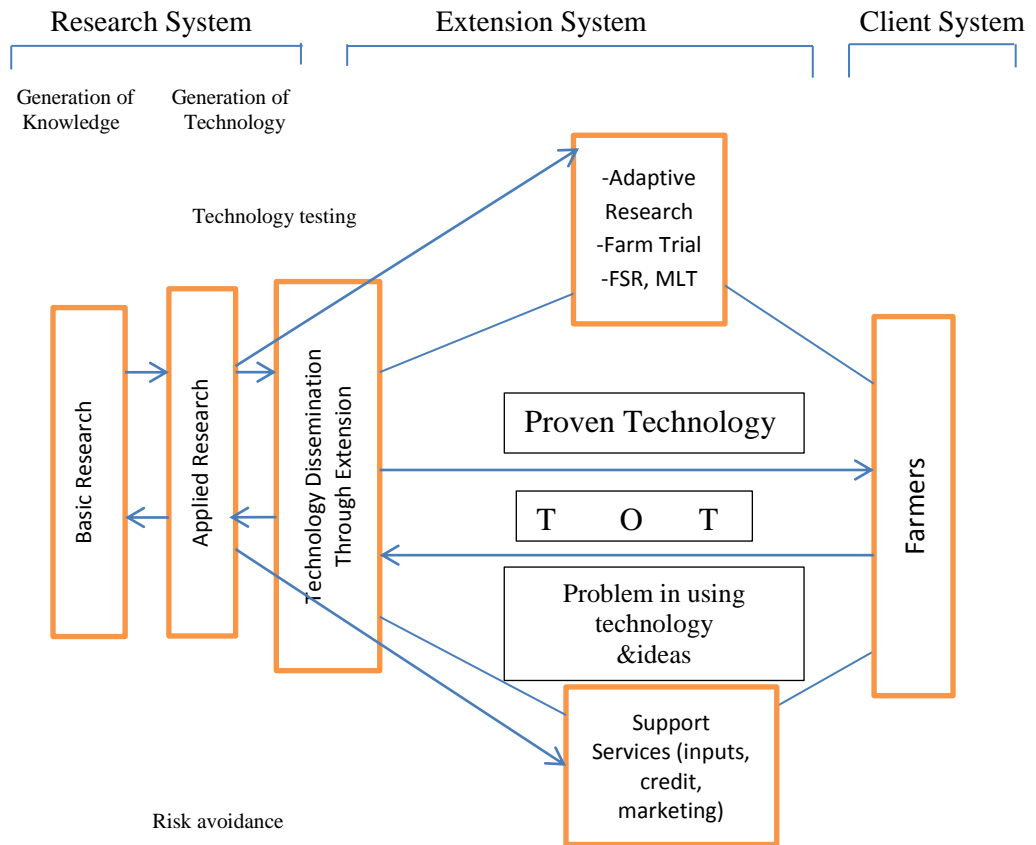 Research System
Extension System
Client System
Generation of
Knowledge
Generation of
Technology
Technology testing
-Adaptive
Research
-Farm Trial
-FSR, MLT
Basic Research
Applied Research
Technology Dissemination
Through Extension
Proven Technology
T O T
Problem in using
technology
&ideas
Farmers
Support
Services (inputs,
credit,
marketing)
Risk avoidance